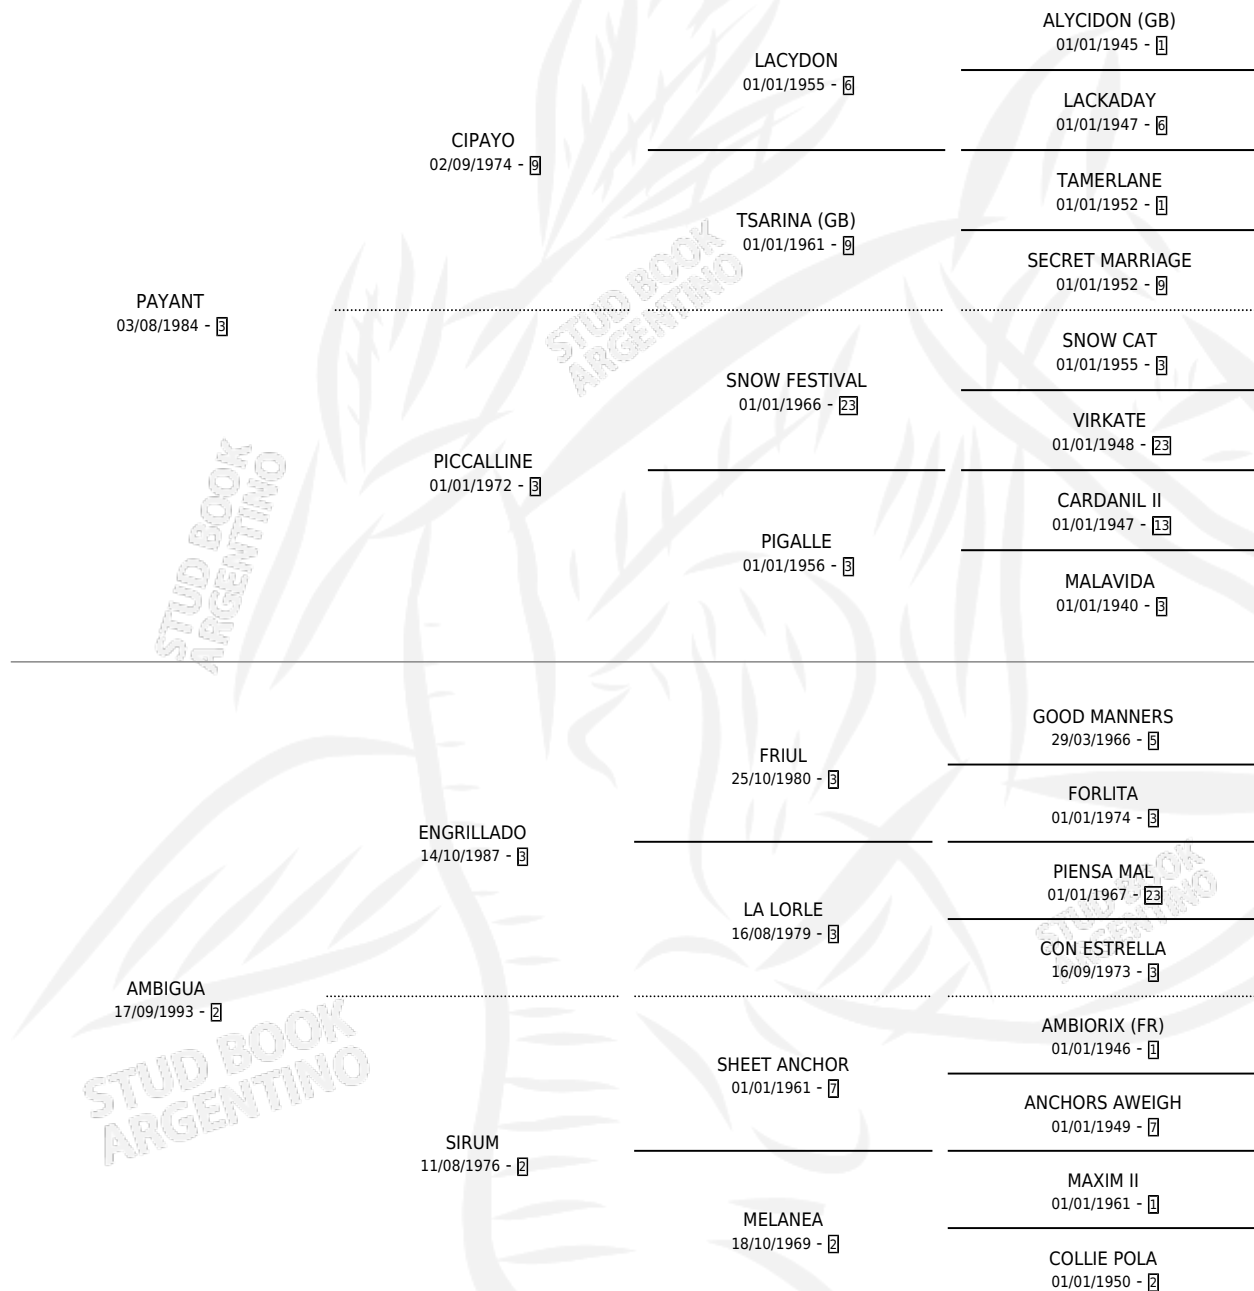 ALYCIDON (GB)
01/01/1945 - 1
LACYDON
01/01/1955 - 6
LACKADAY
01/01/1947 - 6
CIPAYO
02/09/1974 - 9
TAMERLANE
01/01/1952 - 1
TSARINA (GB)
01/01/1961 - 9
SECRET MARRIAGE
01/01/1952 - 9
PAYANT
03/08/1984 - 3
STUD BOOK
ARGENTINO
SNOW CAT
01/01/1955 - 3
SNOW FESTIVAL
01/01/1966 - 23
VIRKATE
01/01/1948 - 23
PICCALLINE
01/01/1972 - 3
CARDANIL II
01/01/1947 - 13
PIGALLE
01/01/1956 - 3
MALAVIDA
01/01/1940 - 3
STUD BOOK
ARGENTINO
GOOD MANNERS
29/03/1966 - 5
FRIUL
25/10/1980 - 3
FORLITA
01/01/1974 - 3
ENGRILLADO
14/10/1987 - 3
PIENSA MAL
01/01/1967 - 23
STUD BOOK
ARGENTINO
LA LORLE
16/08/1979 - 3
CON ESTRELLA
16/09/1973 - 3
AMBIGUA
17/09/1993 - 2
STUD BOOK
ARGENTINO
AMBIORIX (FR)
01/01/1946 - 1
SHEET ANCHOR
01/01/1961 - 7
ANCHORS AWEIGH
01/01/1949 - 7
SIRUM
11/08/1976 - 2
MAXIM II
01/01/1961 - 1
MELANEA
18/10/1969 - 2
COLLIE POLA
01/01/1950 - 2